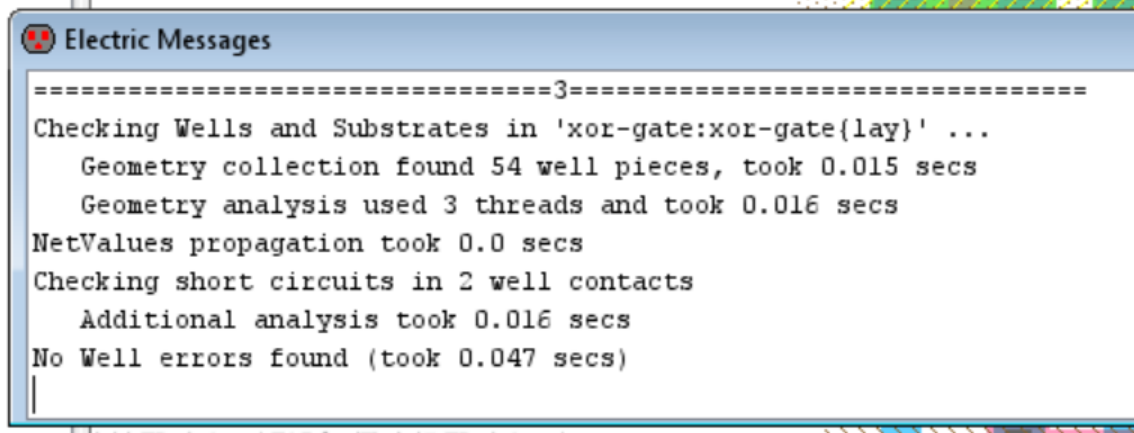 Electric Messages
=================================3=================================
Checking Wells and Substrates in 'xor-gate:xor-gate{lay}' ...
Geometry collection found 54 well pieces, took 0.015 secs
Geometry analysis used 3 threads and took 0.016 secs
NetValues propagation took 0.0 secs
Checking short circuits in 2 well contacts
Additional analysis took 0.016 secs
No Well errors found (took 0.047 secs)